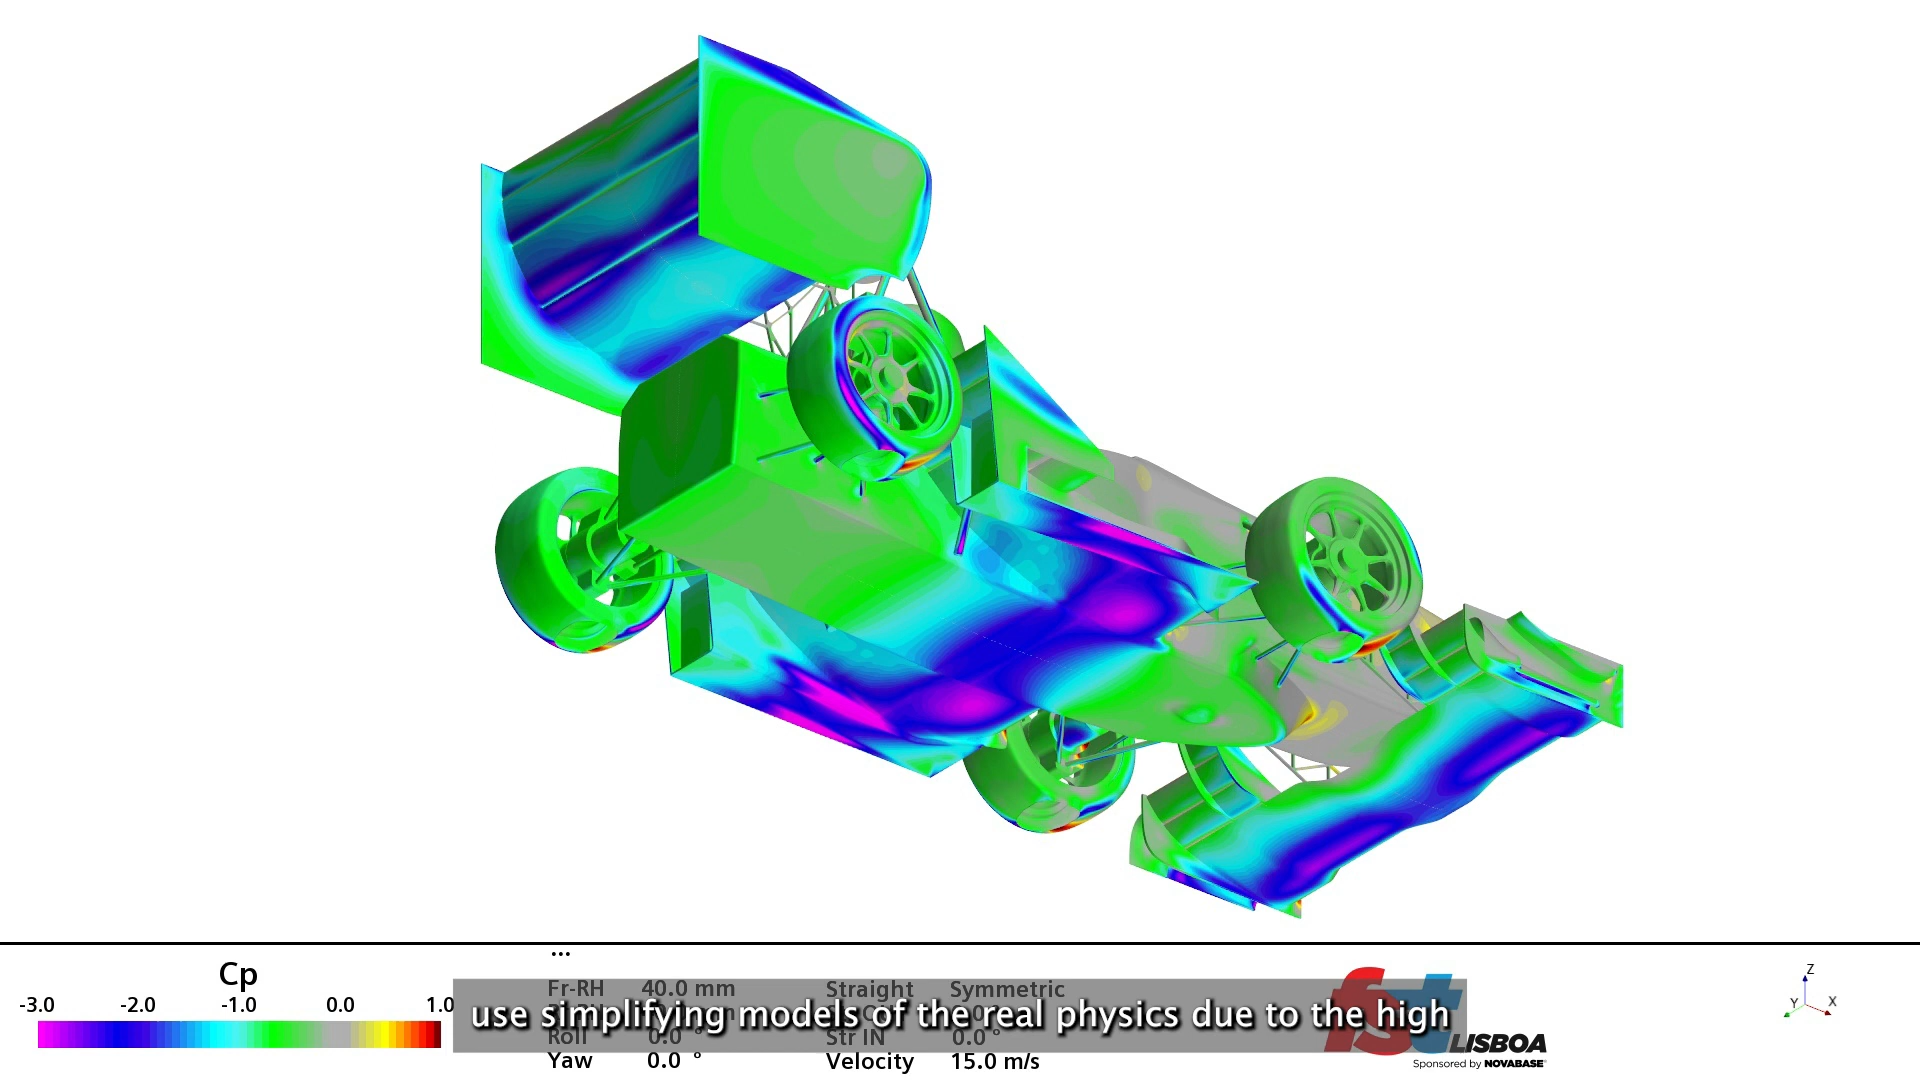 Cp
-3.0 -2.0 -1.0 0.0 1.0
...
Fr-RH 40.0 mm Straight Symmetric
use simplifying models of the real physics due to the high
Roll 0.0 ° Str IN 0.0 °
Yaw 0.0 ° Velocity 15.0 m/s
fst LISBOA
Sponsored by NOVABASE
Z
Y X